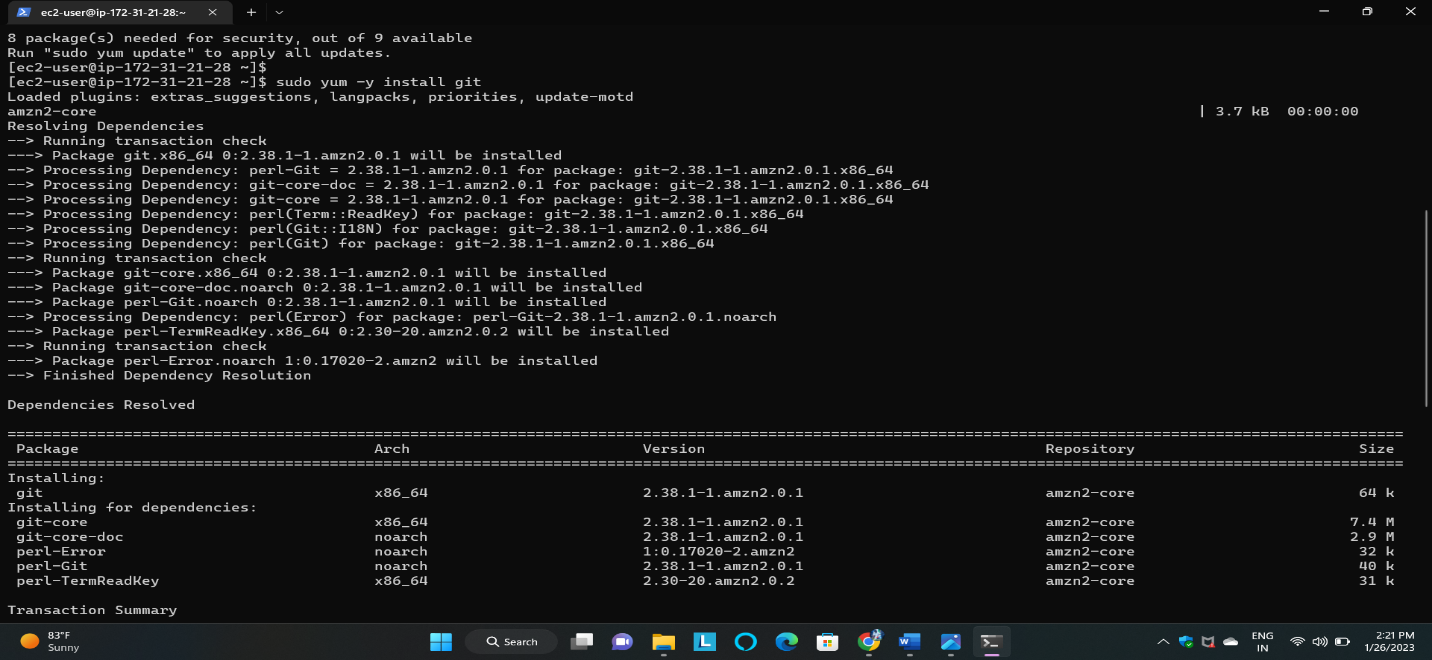 ec2-user@ip-172-31-21-28:~
8 package(s) needed for security, out of 9 available
Run "sudo yum update" to apply all updates.
[ec2-user@ip-172-31-21-28 ~]$
[ec2-user@ip-172-31-21-28 ~]$ sudo yum -y install git
Loaded plugins: extras_suggestions, langpacks, priorities, update-motd
amzn2-core | 3.7 kB 00:00:00
Resolving Dependencies
--> Running transaction check
---> Package git.x86_64 0:2.38.1-1.amzn2.0.1 will be installed
--> Processing Dependency: perl-Git = 2.38.1-1.amzn2.0.1 for package: git-2.38.1-1.amzn2.0.1.x86_64
--> Processing Dependency: git-core-doc = 2.38.1-1.amzn2.0.1 for package: git-2.38.1-1.amzn2.0.1.x86_64
--> Processing Dependency: git-core = 2.38.1-1.amzn2.0.1 for package: git-2.38.1-1.amzn2.0.1.x86_64
--> Processing Dependency: perl(Term::ReadKey) for package: git-2.38.1-1.amzn2.0.1.x86_64
--> Processing Dependency: perl(Git::I18N) for package: git-2.38.1-1.amzn2.0.1.x86_64
--> Processing Dependency: perl(Git) for package: git-2.38.1-1.amzn2.0.1.x86_64
--> Running transaction check
---> Package git-core.x86_64 0:2.38.1-1.amzn2.0.1 will be installed
---> Package git-core-doc.noarch 0:2.38.1-1.amzn2.0.1 will be installed
---> Package perl-Git.noarch 0:2.38.1-1.amzn2.0.1 will be installed
--> Processing Dependency: perl(Error) for package: perl-Git-2.38.1-1.amzn2.0.1.noarch
---> Package perl-TermReadKey.x86_64 0:2.30-20.amzn2.0.2 will be installed
--> Running transaction check
---> Package perl-Error.noarch 1:0.17020-2.amzn2 will be installed
--> Finished Dependency Resolution
Dependencies Resolved
Package Arch Version Repository Size
Installing:
git x86_64 2.38.1-1.amzn2.0.1 amzn2-core 64 k
Installing for dependencies:
git-core x86_64 2.38.1-1.amzn2.0.1 amzn2-core 7.4 M
git-core-doc noarch 2.38.1-1.amzn2.0.1 amzn2-core 2.9 M
perl-Error noarch 1:0.17020-2.amzn2 amzn2-core 32 k
perl-Git noarch 2.38.1-1.amzn2.0.1 amzn2-core 40 k
perl-TermReadKey x86_64 2.30-20.amzn2.0.2 amzn2-core 31 k
Transaction Summary
83°F
Sunny
Search
ENG
IN
2:21 PM
1/26/2023